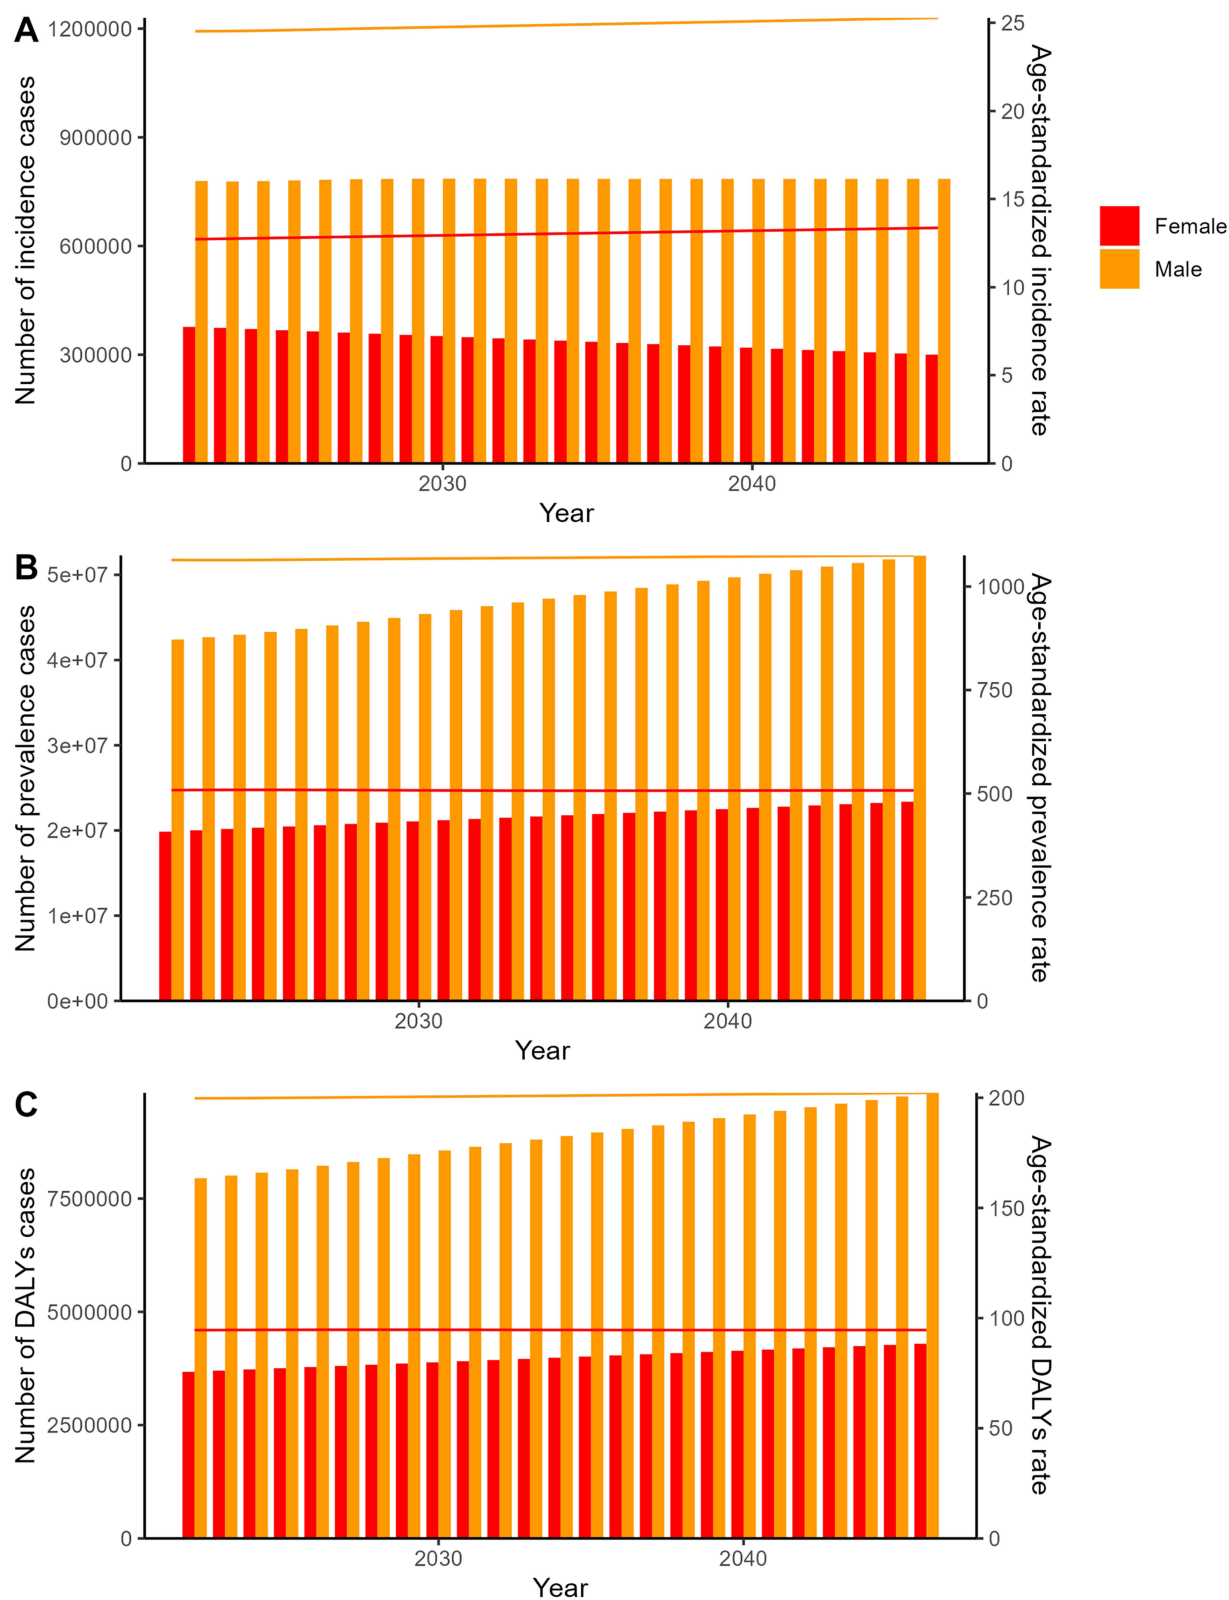 A
Number of incidence cases
1200000
900000
600000
300000
0
2030
2040
Year
25
20
15
10
5
0
Age-standardized incidence rate
Female
Male
B
Number of prevalence cases
5e+07
4e+07
3e+07
2e+07
1e+07
0e+00
2030
2040
Year
1000
750
500
250
0
Age-standardized prevalence rate
C
Number of DALYs cases
7500000
5000000
2500000
0
2030
2040
Year
200
150
100
50
0
Age-standardized DALYs rate